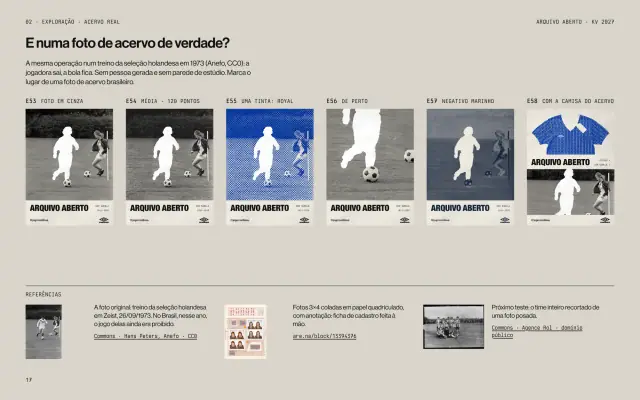 02 · EXPLORAÇÃO · ACERVO REAL
ARQUIVO ABERTO · KV 2027
E numa foto de acervo de verdade?
A mesma operação num treino da seleção holandesa em 1973 (Anefo, CC0): a
jogadora sai, a bola fica. Sem pessoa gerada e sem parede de estúdio. Marca o
lugar de uma foto de acervo brasileiro.
E53 FOTO EM CINZA
E54 MÉDIA · 120 PONTOS
E55 UMA TINTA: ROYAL
E56 DE PERTO
E57 NEGATIVO MARINHO
E58 COM A CAMISA DO ACERVO
ARQUIVO ABERTO
ARQUIVO ABERTO
ARQUIVO ABERTO
ARQUIVO ABERTO
ARQUIVO ABERTO
ARQUIVO ABERTO
REFERÊNCIAS
A foto original: treino da seleção holandesa
em Zeist, 26/09/1973. No Brasil, nesse ano,
o jogo delas ainda era proibido.
Commons · Hans Peters, Anefo · CC0
Fotos 3×4 coladas em papel quadriculado,
com anotação: ficha de cadastro feita à
mão.
are.na/block/13394376
Próximo teste: o time inteiro recortado de
uma foto posada.
Commons · Agence Rol · domínio
público
17